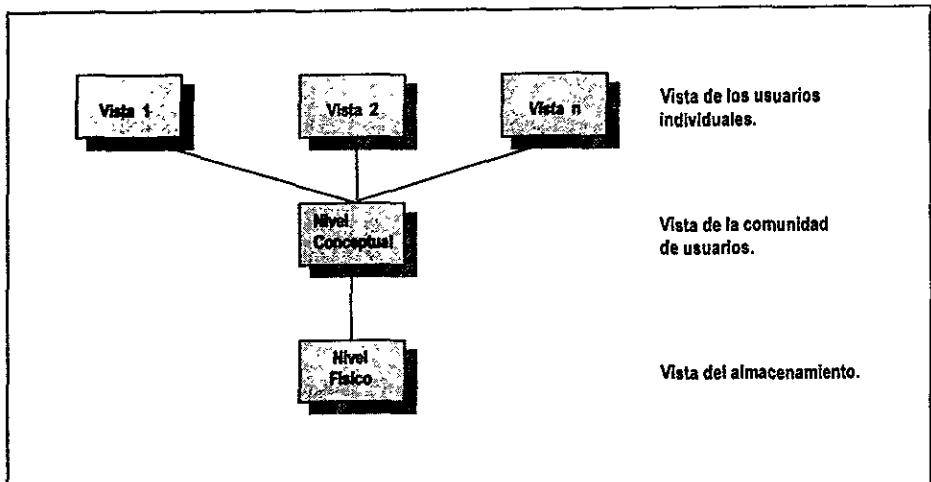 Vista 1
Vista 2
Vista n
Vista de los usuarios
individuales.
Nivel
Conceptual
Vista de la comunidad
de usuarios.
Nivel
Físico
Vista del almacenamiento.